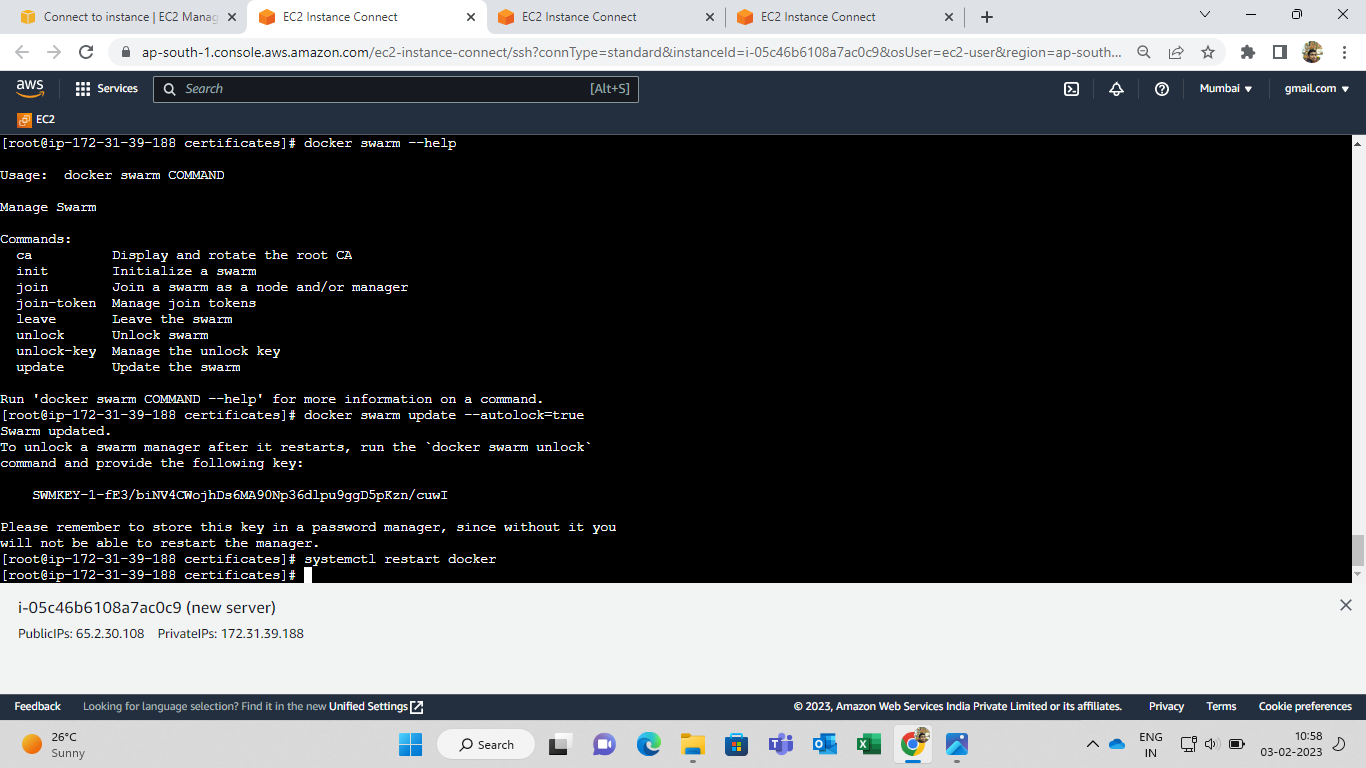 Connect to instance | EC2 Manag
EC2 Instance Connect
EC2 Instance Connect
EC2 Instance Connect
ap-south-1.console.aws.amazon.com/ec2-instance-connect/ssh?connType=standard&instanceId=i-05c46b6108a7ac0c9&osUser=ec2-user&region=ap-south...
aws
Services
Search
[Alt+S]
Mumbai
gmail.com
EC2
[root@ip-172-31-39-188 certificates]# docker swarm --help
Usage:  docker swarm COMMAND
Manage Swarm
Commands:
  ca          Display and rotate the root CA
  init        Initialize a swarm
  join        Join a swarm as a node and/or manager
  join-token  Manage join tokens
  leave       Leave the swarm
  unlock      Unlock swarm
  unlock-key  Manage the unlock key
  update      Update the swarm
Run 'docker swarm COMMAND --help' for more information on a command.
[root@ip-172-31-39-188 certificates]# docker swarm update --autolock=true
Swarm updated.
To unlock a swarm manager after it restarts, run the `docker swarm unlock`
command and provide the following key:
    SWMKEY-1-fE3/biNV4CWojhDs6MA90Np36dlpu9ggD5pKzn/cuwI
Please remember to store this key in a password manager, since without it you
will not be able to restart the manager.
[root@ip-172-31-39-188 certificates]# systemctl restart docker
[root@ip-172-31-39-188 certificates]#
i-05c46b6108a7ac0c9 (new server)
PublicIPs: 65.2.30.108    PrivateIPs: 172.31.39.188
Feedback
Looking for language selection? Find it in the new Unified Settings
© 2023, Amazon Web Services India Private Limited or its affiliates.
Privacy
Terms
Cookie preferences
26°C
Sunny
Search
ENG
IN
10:58
03-02-2023